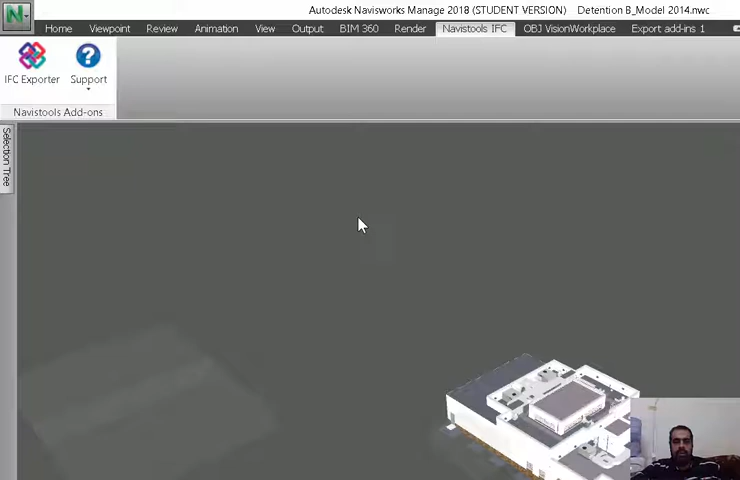 Autodesk Navisworks Manage 2018 (STUDENT VERSION) Detention B_Model 2014.nwc
N
Home Viewpoint Review Animation View Output BIM 360 Render Navistools IFC OBJ VisionWorkplace Export add-ins 1
IFC Exporter Support
Navistools Add-ons
Selection Tree